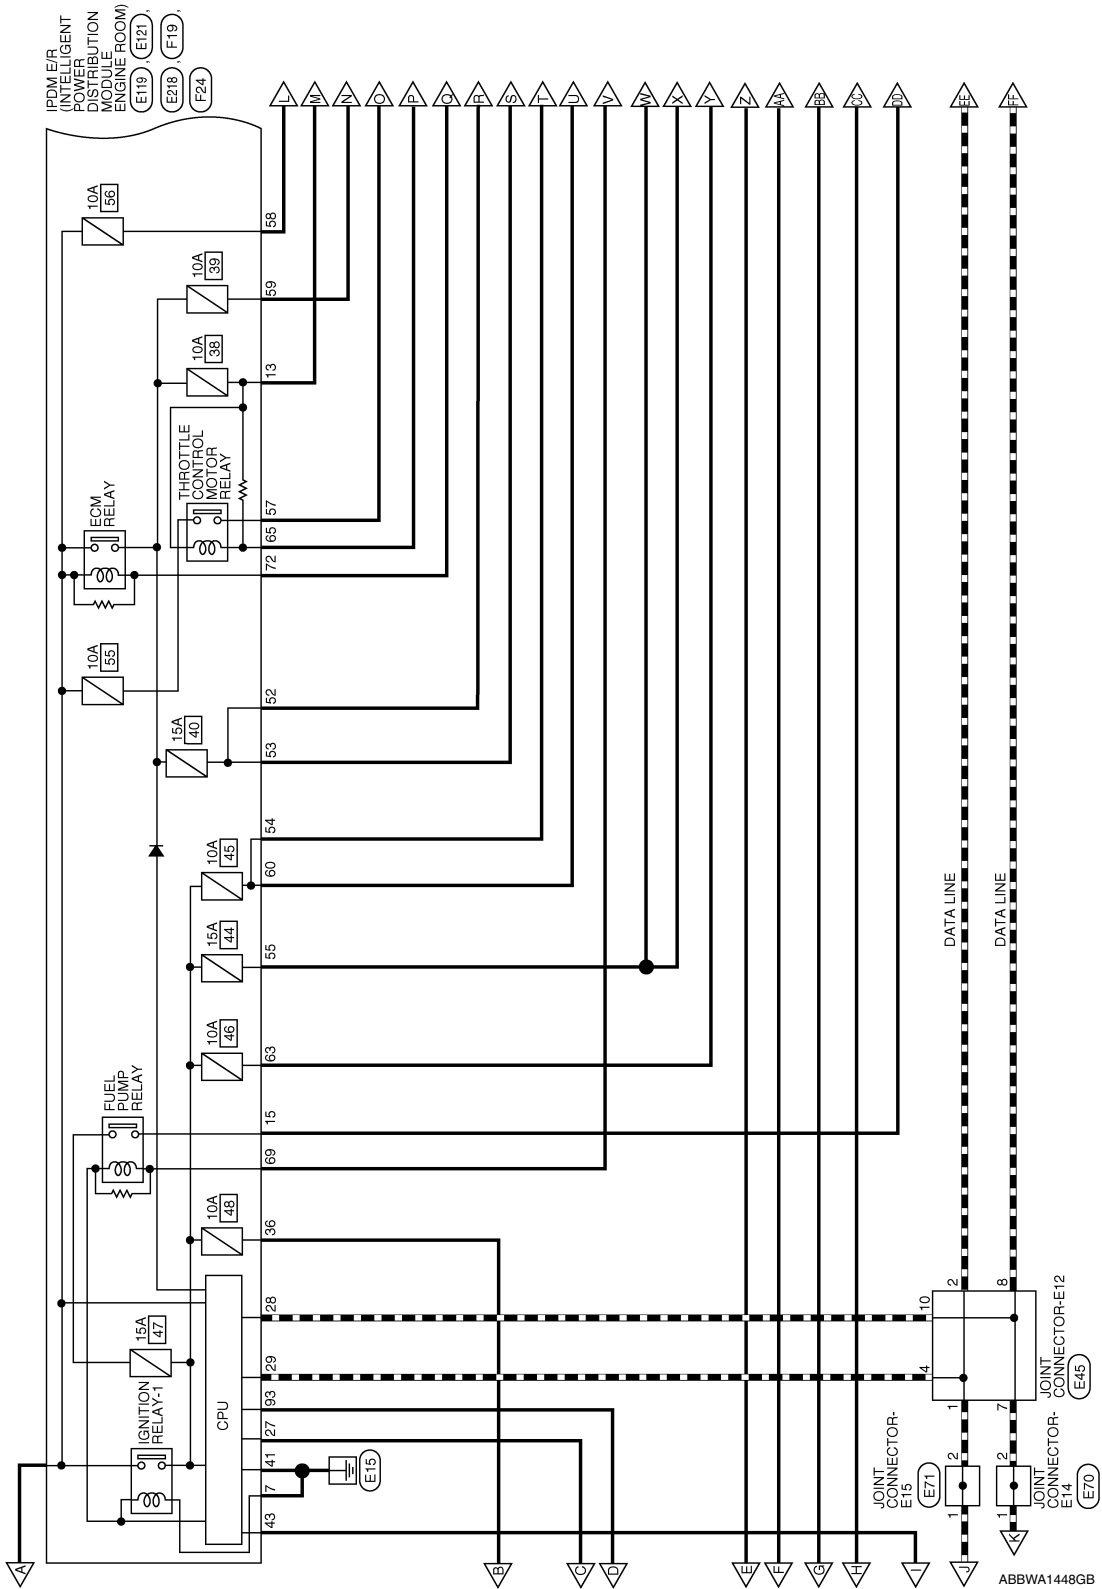 IPDM E/R
(INTELLIGENT
POWER
DISTRIBUTION
MODULE
ENGINE ROOM)
E119 , E121 ,
E218 , F19 ,
F24
L
M
N
O
P
Q
R
S
T
U
V
W
X
Y
Z
AA
BB
CC
DD
EE
FF
10A
56
58
10A
39
59
10A
38
13
THROTTLE
CONTROL
MOTOR
RELAY
ECM
RELAY
57
65
72
10A
55
52
15A
40
53
54
10A
45
60
15A
44
55
10A
46
63
FUEL
PUMP
RELAY
15
69
10A
48
36
DATA LINE
DATA LINE
15A
47
IGNITION
RELAY-1
CPU
28
29
93
27
41
7
43
E15
10
4
2
8
1
7
JOINT
CONNECTOR-E12
E45
JOINT
CONNECTOR-
E15
E71
2
1
2
1
JOINT
CONNECTOR-
E14
E70
A
B
C
D
E
F
G
H
I
J
K
ABBWA1448GB